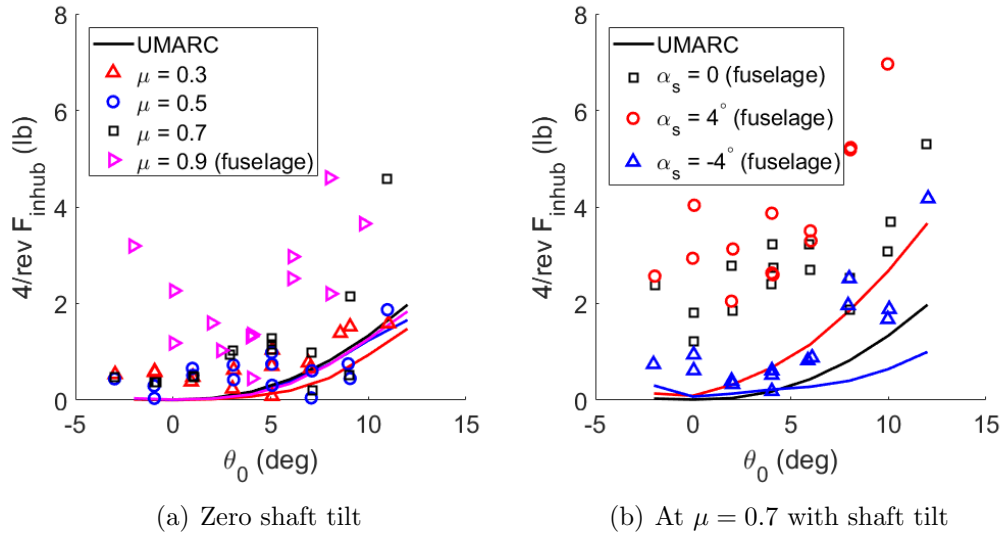 8
6
4
2
0
4/rev F_inhub (lb)
UMARC
μ = 0.3
μ = 0.5
μ = 0.7
μ = 0.9 (fuselage)
-5 0 5 10 15
θ_0 (deg)
(a) Zero shaft tilt
8
6
4
2
0
4/rev F_inhub (lb)
UMARC
α_s = 0 (fuselage)
α_s = 4° (fuselage)
α_s = -4° (fuselage)
-5 0 5 10 15
θ_0 (deg)
(b) At μ = 0.7 with shaft tilt